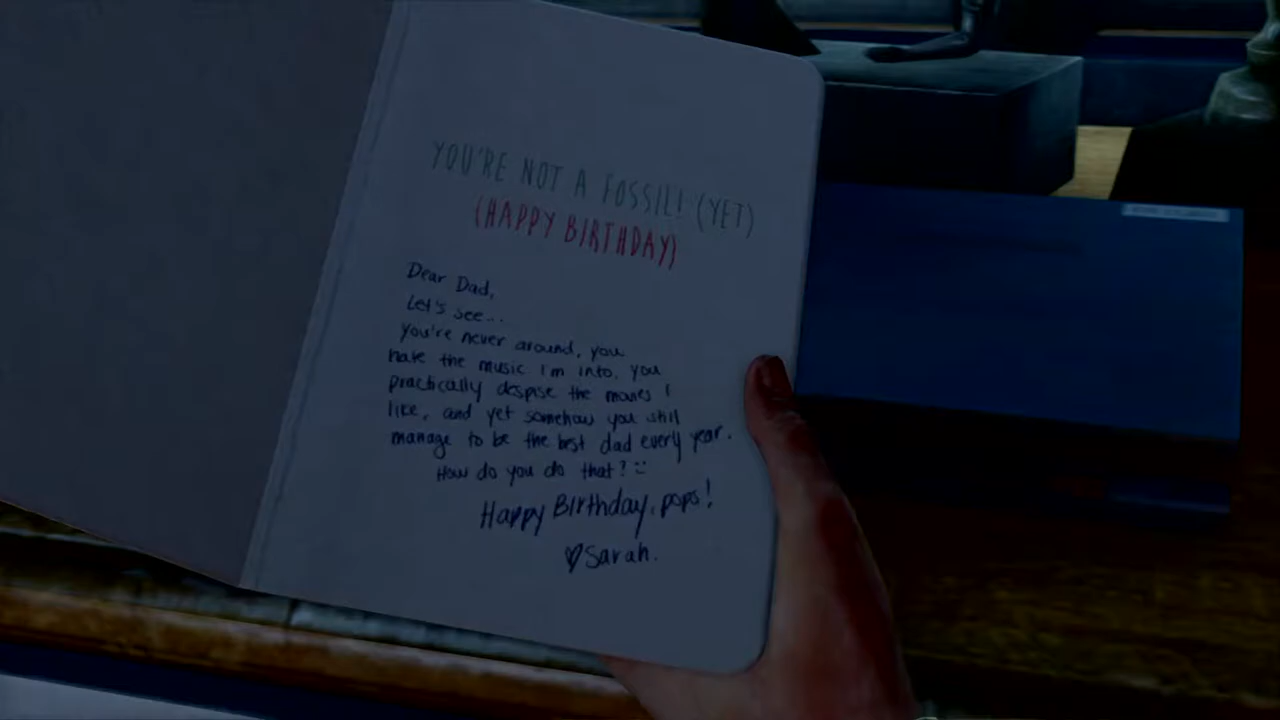 YOU'RE NOT A FOSSIL! (YET)
(HAPPY BIRTHDAY)
Dear Dad,
Let's see...
you're never around, you
hate the music I'm into, you
practically despise the movies I
like, and yet somehow you still
manage to be the best dad every year.
How do you do that? :)
Happy Birthday, pops!
♡Sarah.